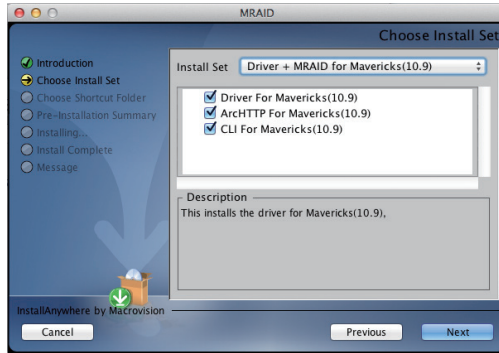 MRAID
Choose Install Set
Introduction
Choose Install Set
Choose Shortcut Folder
Pre-Installation Summary
Installing...
Install Complete
Message
Install Set
Driver + MRAID for Mavericks(10.9)
Driver For Mavericks(10.9)
ArcHTTP For Mavericks(10.9)
CLI For Mavericks(10.9)
Description
This installs the driver for Mavericks(10.9),
InstallAnywhere by Macrovision
Cancel
Previous
Next